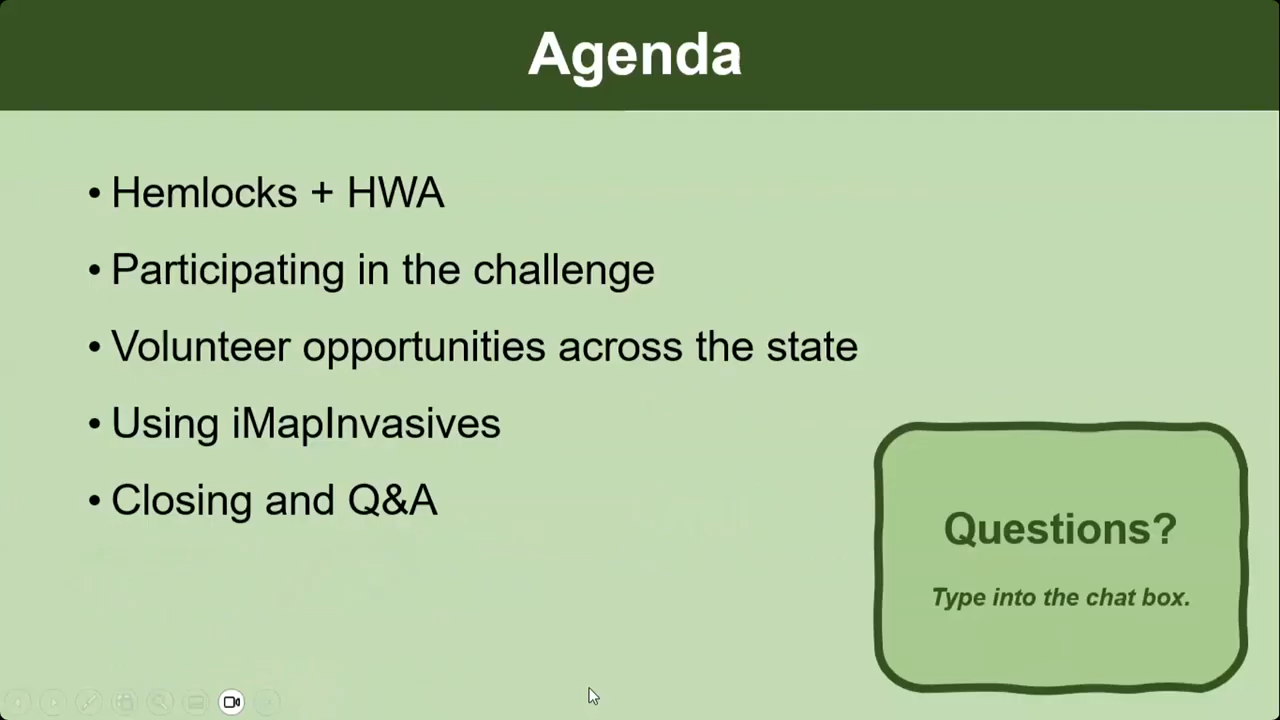 Agenda
• Hemlocks + HWA
• Participating in the challenge
• Volunteer opportunities across the state
• Using iMapInvasives
• Closing and Q&A
Questions?
Type into the chat box.